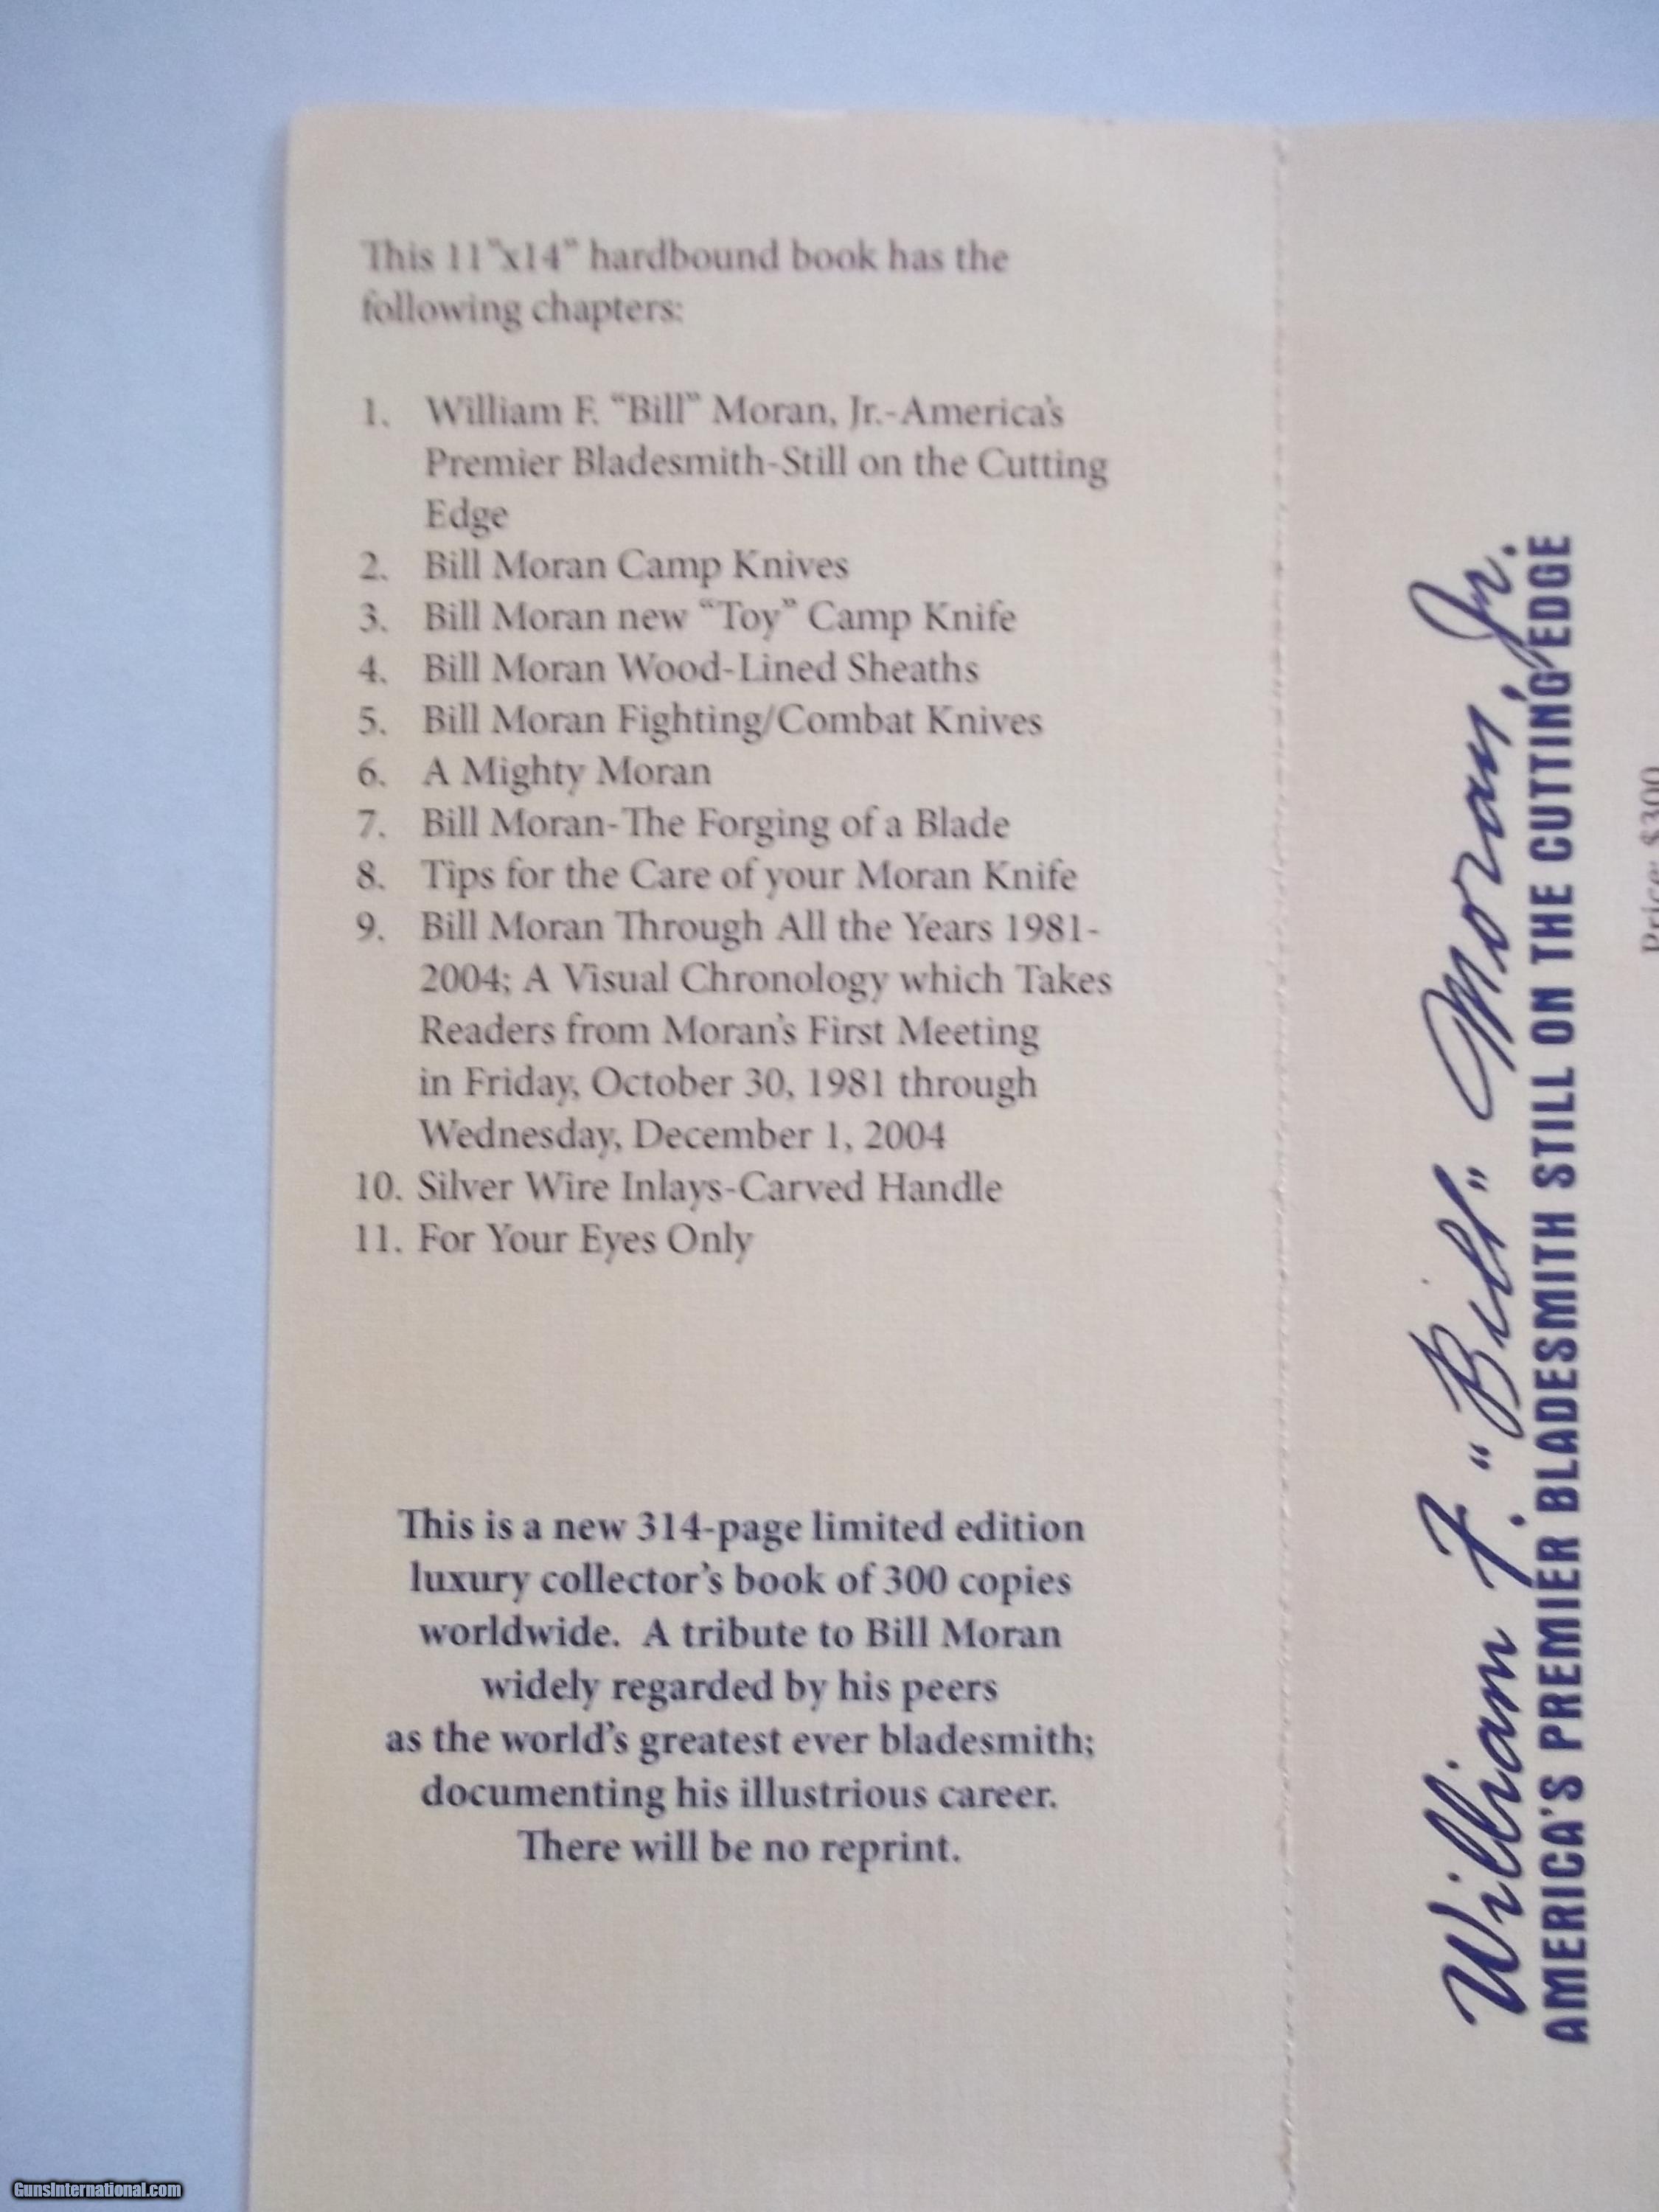 This 11"x14" hardbound book has the
following chapters:
1. William F. “Bill” Moran, Jr.-America's
Premier Bladesmith-Still on the Cutting
Edge
2. Bill Moran Camp Knives
3. Bill Moran new “Toy” Camp Knife
4. Bill Moran Wood-Lined Sheaths
5. Bill Moran Fighting/Combat Knives
6. A Mighty Moran
7. Bill Moran-The Forging of a Blade
8. Tips for the Care of your Moran Knife
9. Bill Moran Through All the Years 1981-
2004; A Visual Chronology which Takes
Readers from Moran's First Meeting
in Friday, October 30, 1981 through
Wednesday, December 1, 2004
10. Silver Wire Inlays-Carved Handle
11. For Your Eyes Only
This is a new 314-page limited edition
luxury collector's book of 300 copies
worldwide. A tribute to Bill Moran
widely regarded by his peers
as the world's greatest ever bladesmith;
documenting his illustrious career.
There will be no reprint.
William F. "Bill" Moran, Jr.
AMERICA'S PREMIER BLADESMITH STILL ON THE CUTTING EDGE
Price: $300
GunsInternational.com